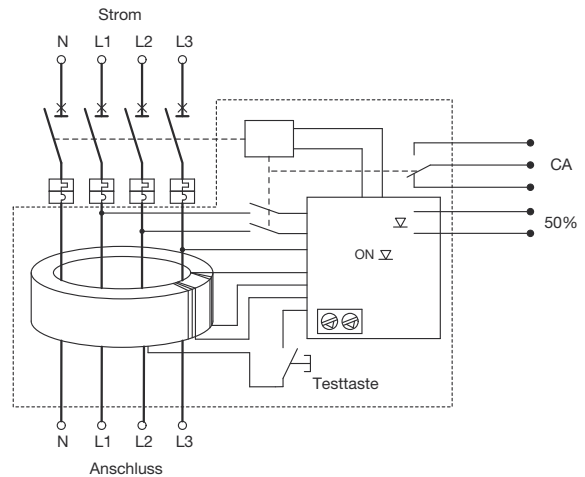 Strom
N L1 L2 L3
CA
50%
ON
Testtaste
N L1 L2 L3
Anschluss